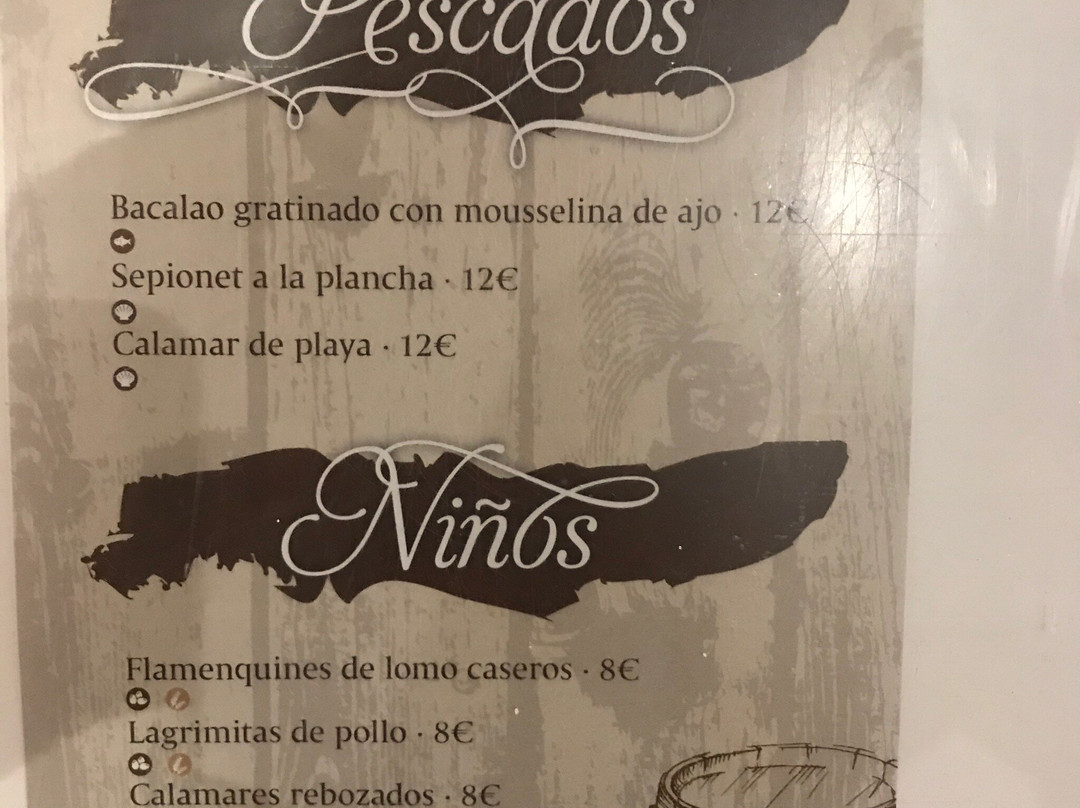 Pescados
Bacalao gratinado con mousselina de ajo · 12€
Sepionet a la plancha · 12€
Calamar de playa · 12€
Niños
Flamenquines de lomo caseros · 8€
Lagrimitas de pollo · 8€
Calamares rebozados · 8€